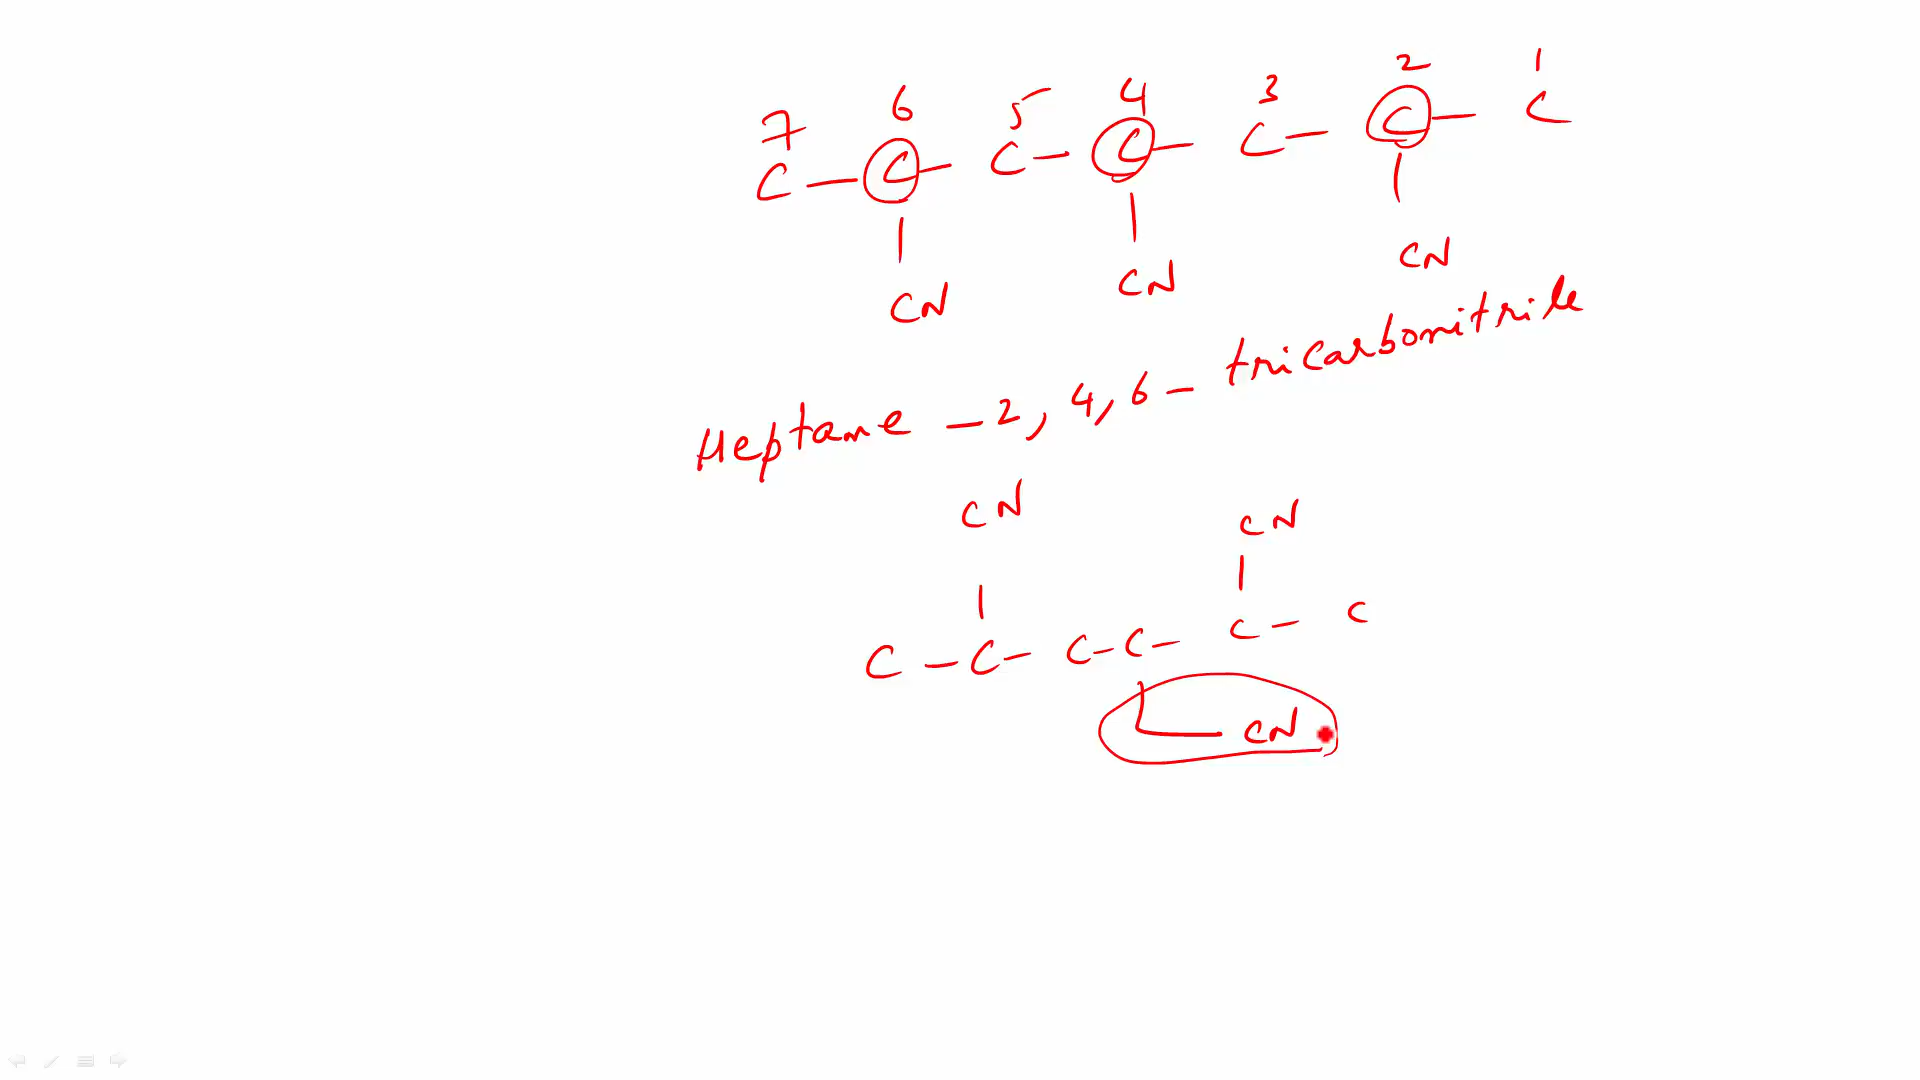 7 6 5 4 3 2 1
C — C — C — C — C — C — C
CN CN CN
Heptane — 2, 4, 6 — tricarbonitrile
CN CN
C — C — C — C — C — C
CN